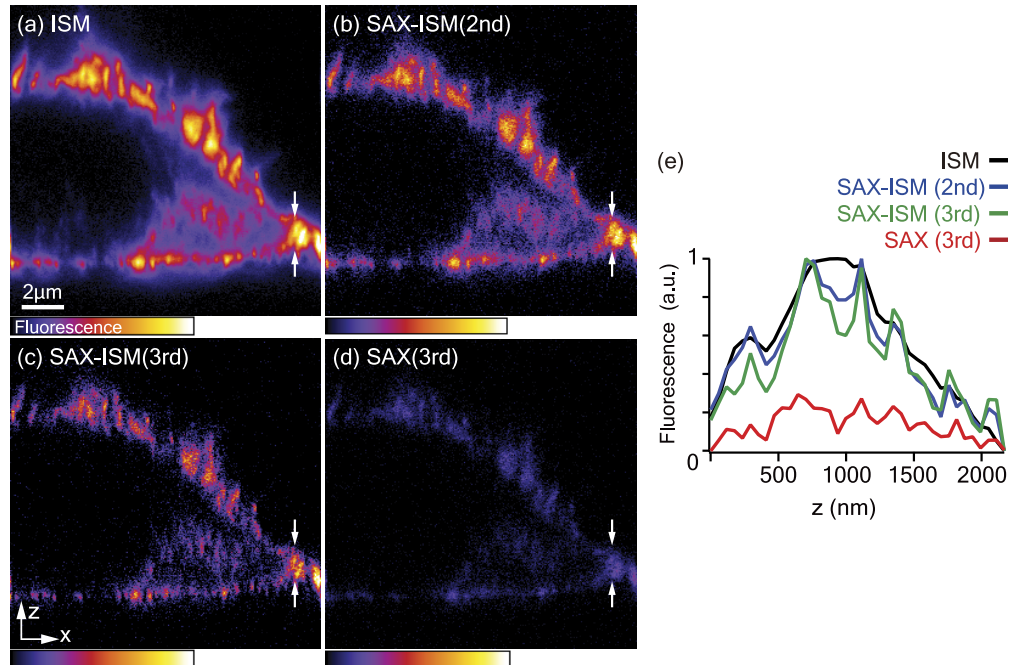 (a) ISM
2μm
Fluorescence
(b) SAX-ISM(2nd)
(c) SAX-ISM(3rd)
z
x
(d) SAX(3rd)
(e)
ISM
SAX-ISM (2nd)
SAX-ISM (3rd)
SAX (3rd)
Fluorescence (a.u.)
1
0
500
1000
1500
2000
z (nm)